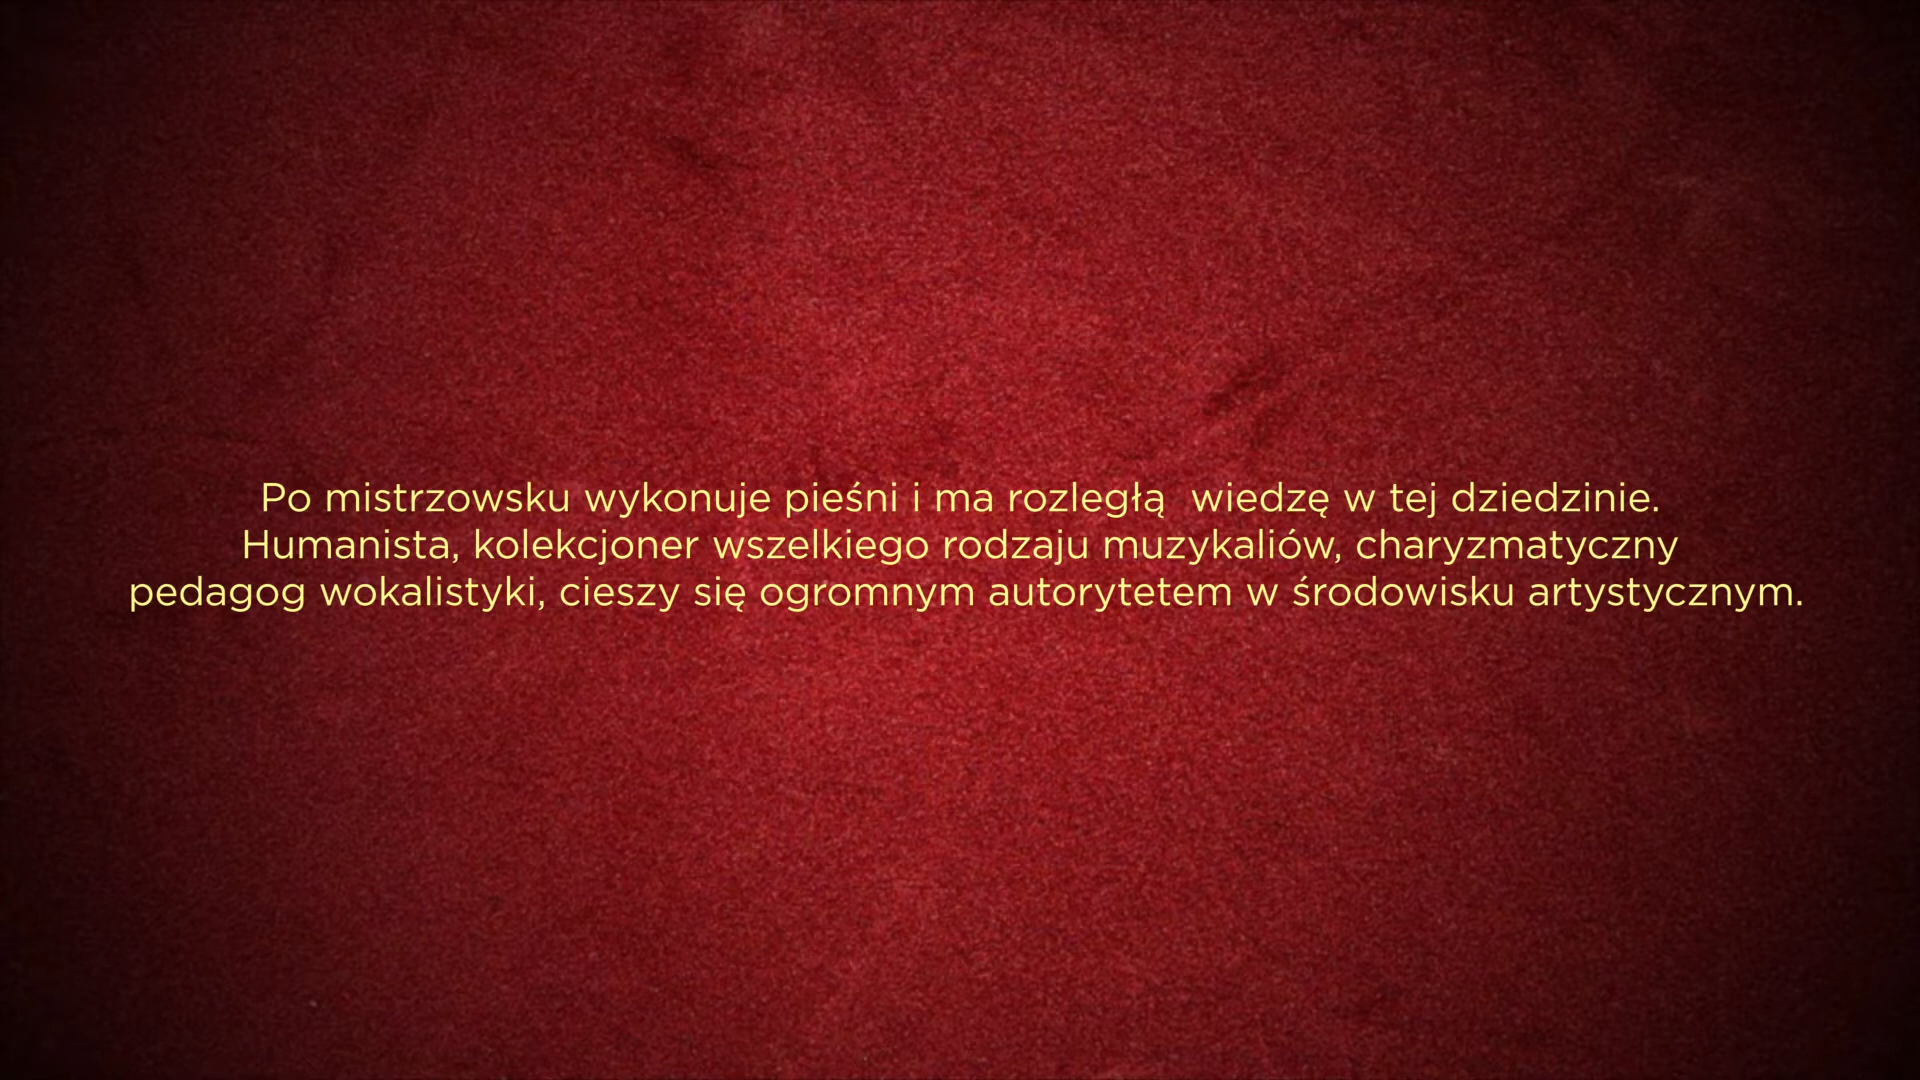 Po mistrzowsku wykonuje pieśni i ma rozległą  wiedzę w tej dziedzinie.
Humanista, kolekcjoner wszelkiego rodzaju muzykaliów, charyzmatyczny
pedagog wokalistyki, cieszy się ogromnym autorytetem w środowisku artystycznym.